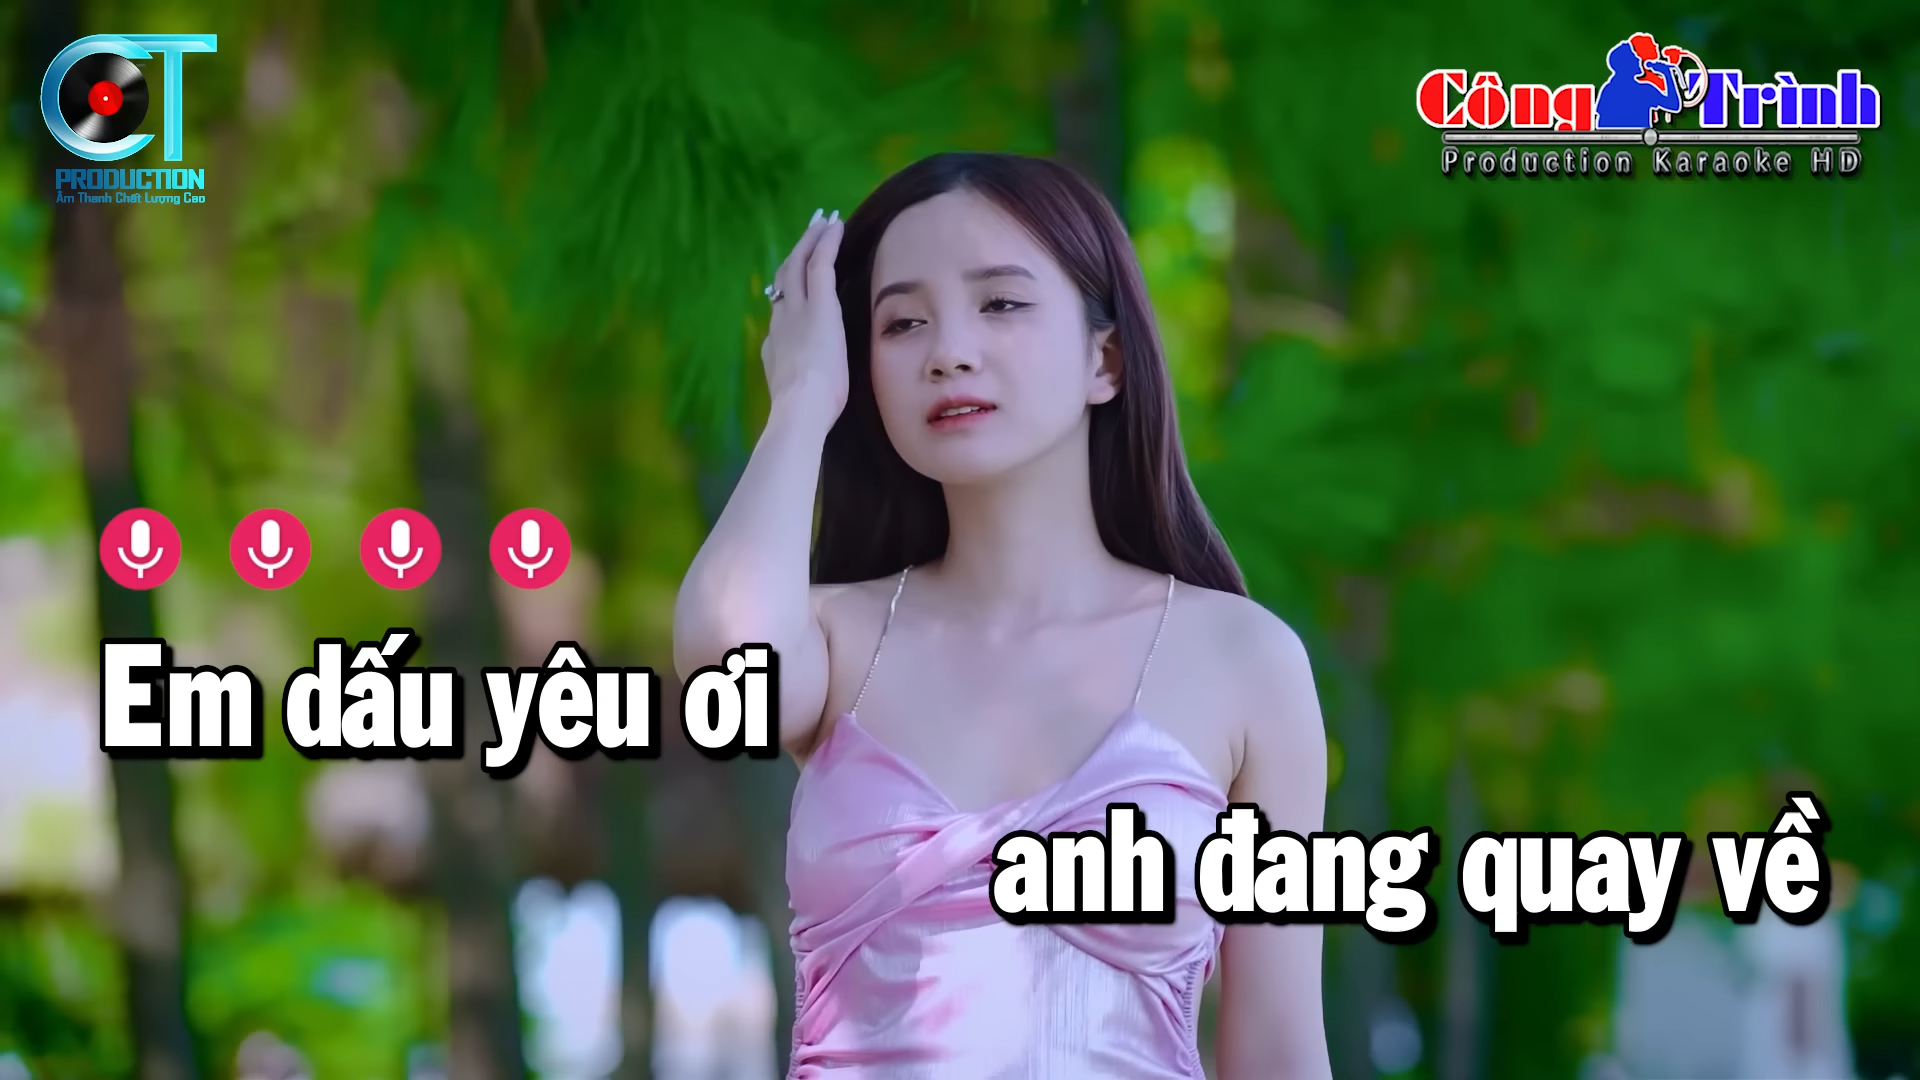 CT
PRODUCTION
Âm Thanh Chất Lượng Cao
Công Trình
Production Karaoke HD
Em dấu yêu ơi
anh đang quay về